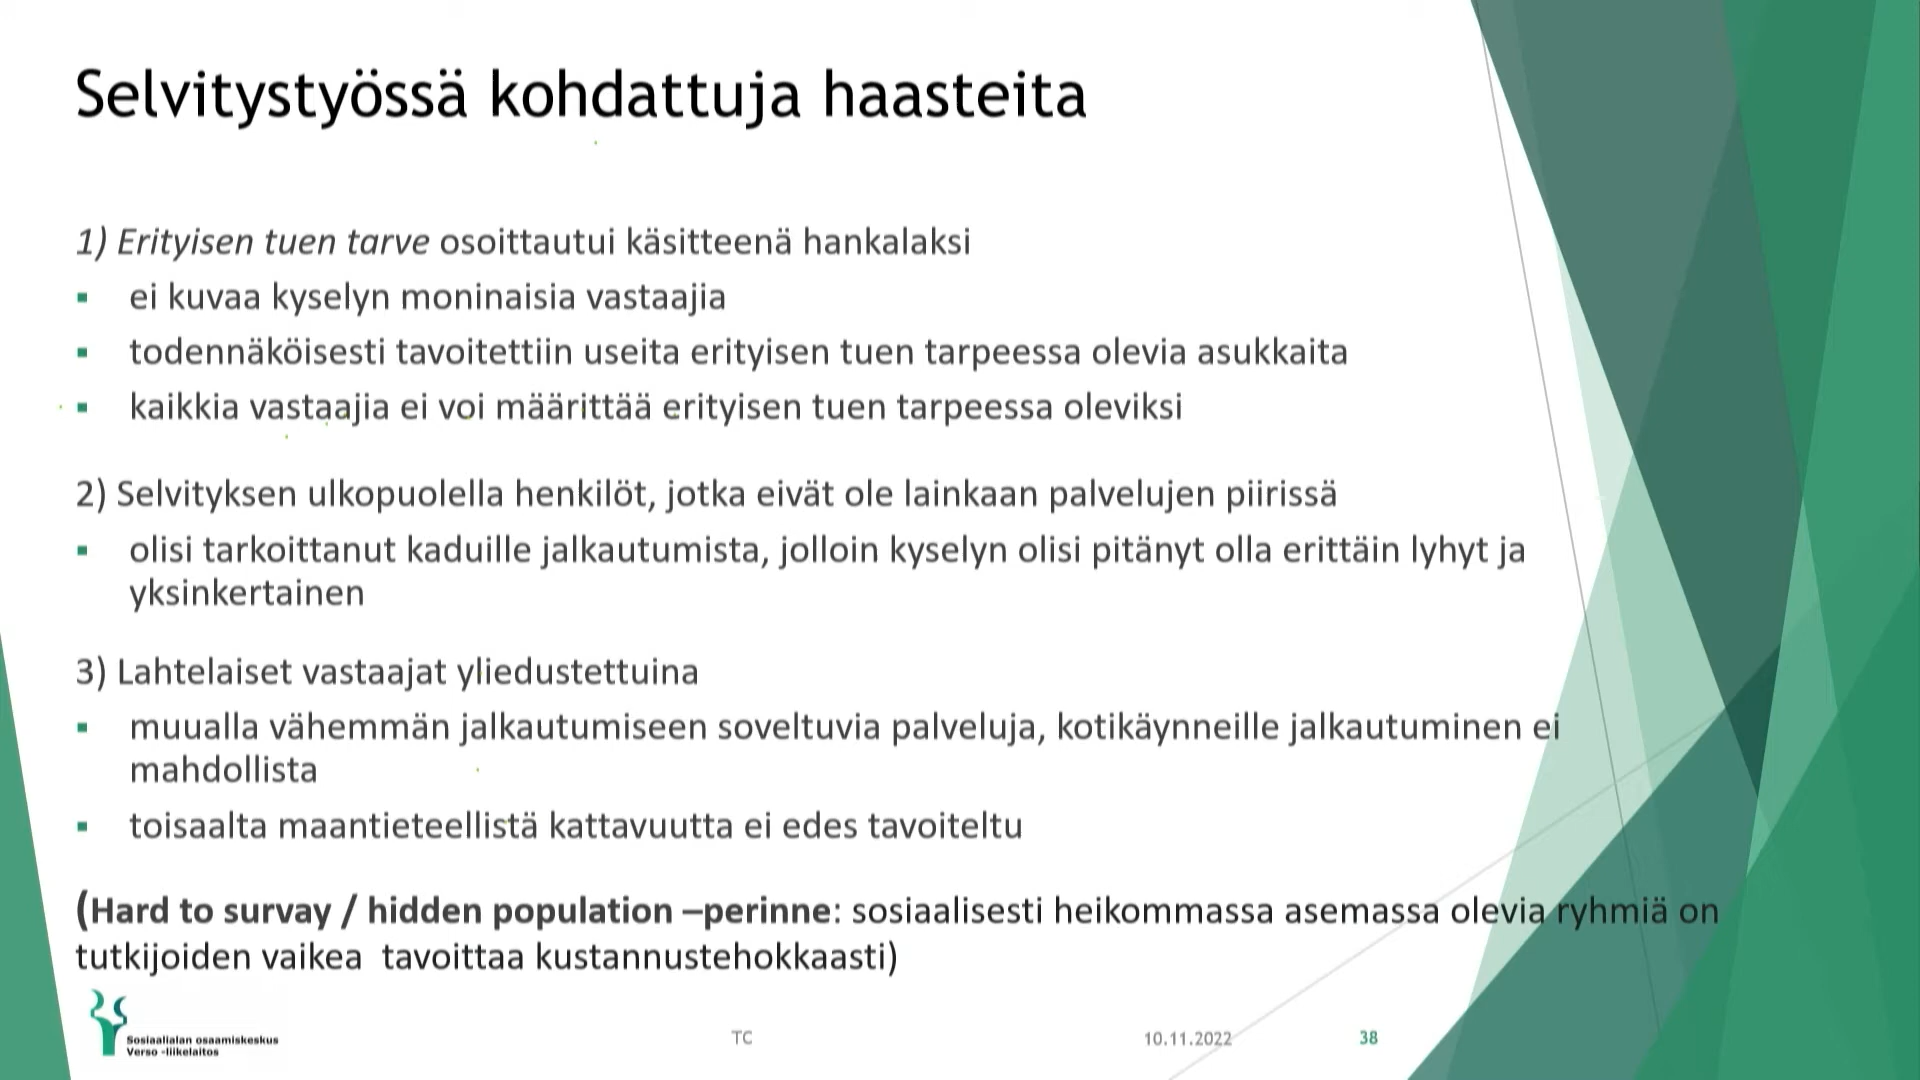 Selvitystyössä kohdattuja haasteita
1) Erityisen tuen tarve osoittautui käsitteenä hankalaksi
▪ ei kuvaa kyselyn moninaisia vastaajia
▪ todennäköisesti tavoitettiin useita erityisen tuen tarpeessa olevia asukkaita
▪ kaikkia vastaajia ei voi määrittää erityisen tuen tarpeessa oleviksi
2) Selvityksen ulkopuolella henkilöt, jotka eivät ole lainkaan palvelujen piirissä
▪ olisi tarkoittanut kaduille jalkautumista, jolloin kyselyn olisi pitänyt olla erittäin lyhyt ja
yksinkertainen
3) Lahtelaiset vastaajat yliedustettuina
▪ muualla vähemmän jalkautumiseen soveltuvia palveluja, kotikäynneille jalkautuminen ei
mahdollista
▪ toisaalta maantieteellistä kattavuutta ei edes tavoiteltu
(Hard to survay / hidden population –perinne: sosiaalisesti heikommassa asemassa olevia ryhmiä on
tutkijoiden vaikea tavoittaa kustannustehokkaasti)
Sosiaalialan osaamiskeskus
Verso -liikelaitos
TC
10.11.2022
38